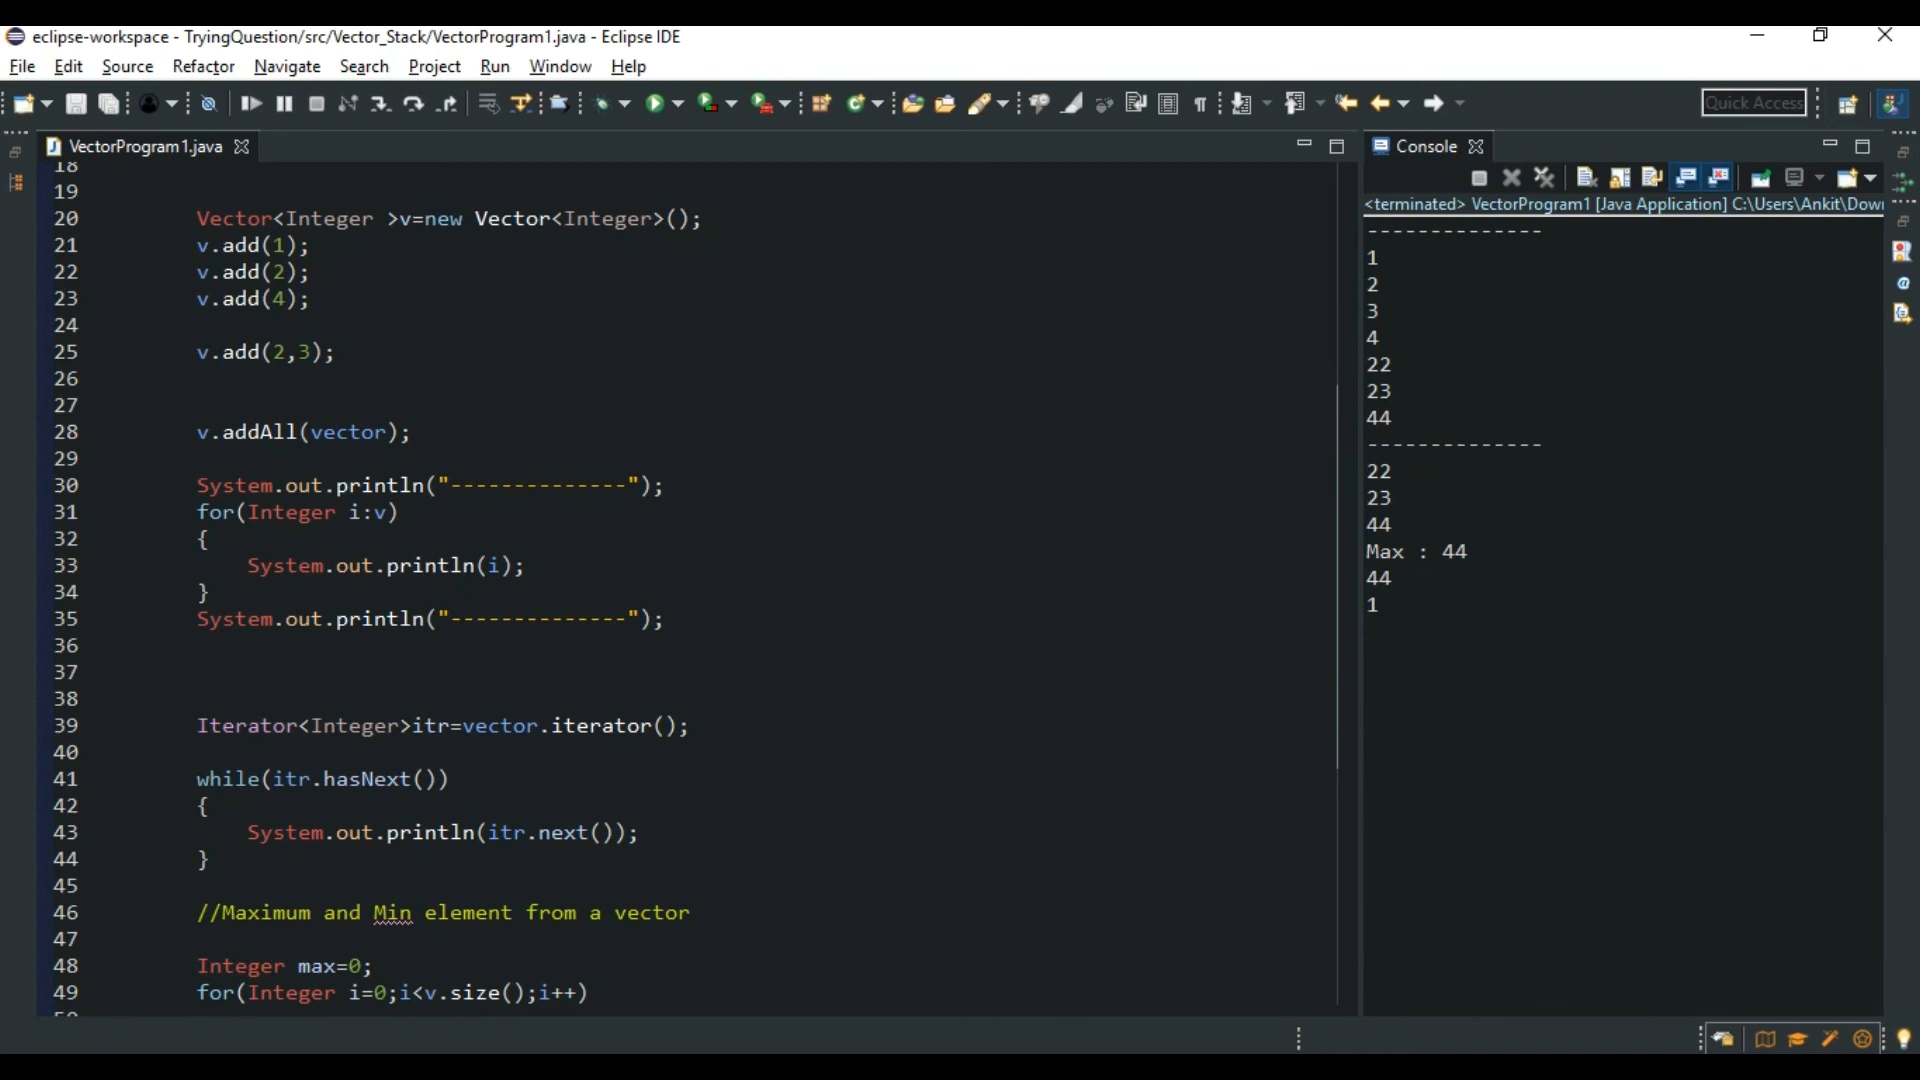 eclipse-workspace - TryingQuestion/src/Vector_Stack/VectorProgram1.java - Eclipse IDE
File Edit Source Refactor Navigate Search Project Run Window Help
Quick Access
VectorProgram1.java
18
19
20 Vector<Integer >v=new Vector<Integer>();
21 v.add(1);
22 v.add(2);
23 v.add(4);
24
25 v.add(2,3);
26
27
28 v.addAll(vector);
29
30 System.out.println("--------------");
31 for(Integer i:v)
32 {
33 System.out.println(i);
34 }
35 System.out.println("--------------");
36
37
38
39 Iterator<Integer>itr=vector.iterator();
40
41 while(itr.hasNext())
42 {
43 System.out.println(itr.next());
44 }
45
46 //Maximum and Min element from a vector
47
48 Integer max=0;
49 for(Integer i=0;i<v.size();i++)
Console
<terminated> VectorProgram1 [Java Application] C:\Users\Ankit\Dow
--------------
1
2
3
4
22
23
44
--------------
22
23
44
Max : 44
44
1